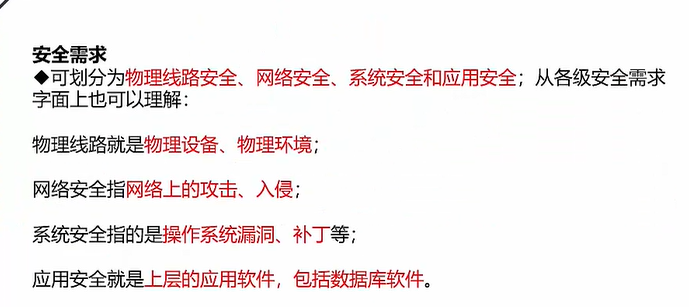 安全需求
◆可划分为物理线路安全、网络安全、系统安全和应用安全；从各级安全需求
字面上也可以理解：
物理线路就是物理设备、物理环境；
网络安全指网络上的攻击、入侵；
系统安全指的是操作系统漏洞、补丁等；
应用安全就是上层的应用软件，包括数据库软件。